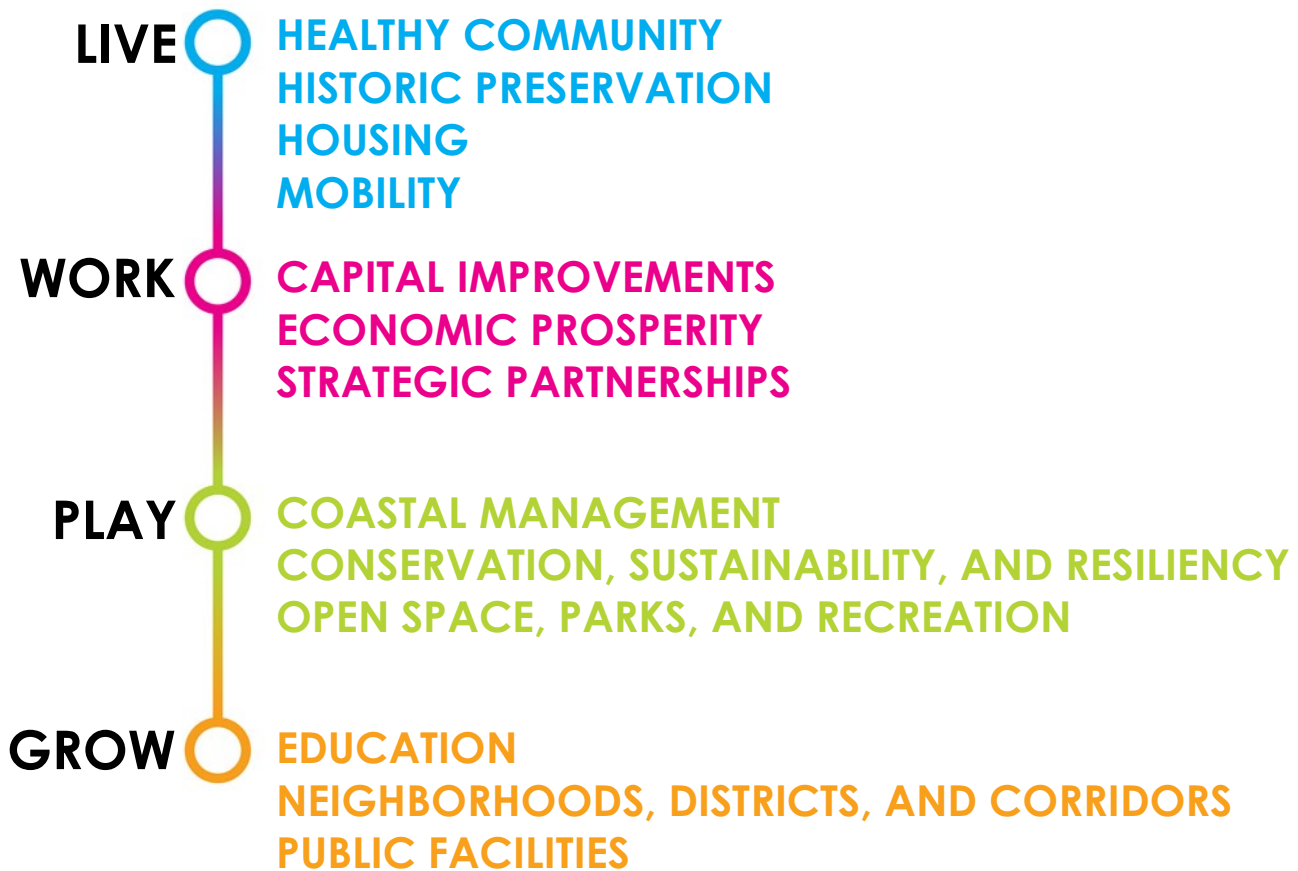 LIVE
HEALTHY COMMUNITY
HISTORIC PRESERVATION
HOUSING
MOBILITY
WORK
CAPITAL IMPROVEMENTS
ECONOMIC PROSPERITY
STRATEGIC PARTNERSHIPS
PLAY
COASTAL MANAGEMENT
CONSERVATION, SUSTAINABILITY, AND RESILIENCY
OPEN SPACE, PARKS, AND RECREATION
GROW
EDUCATION
NEIGHBORHOODS, DISTRICTS, AND CORRIDORS
PUBLIC FACILITIES